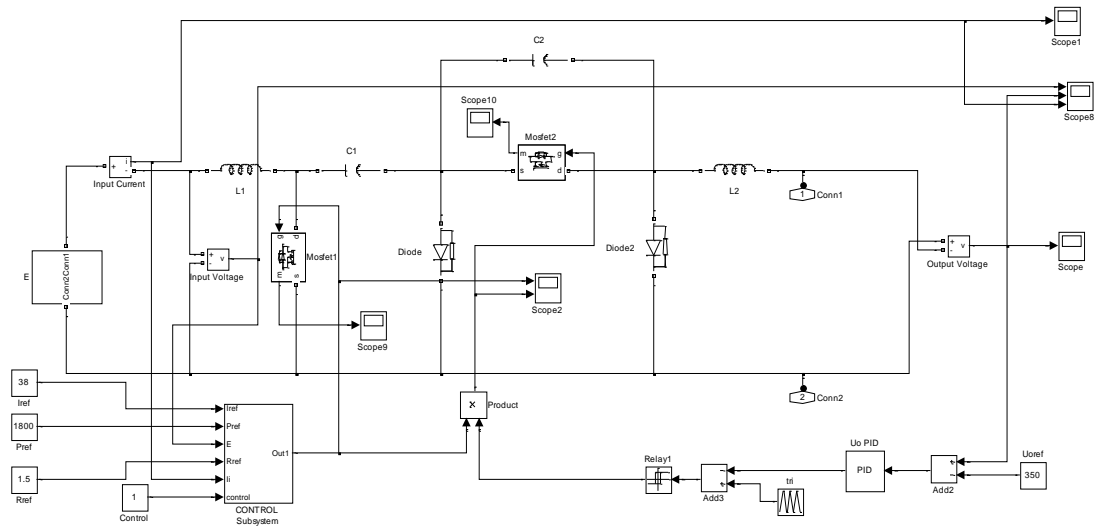 Scope1
C2
Scope8
Scope10
Mosfet2
m
g
s
d
C1
i
+
-
Input Current
L1
L2
1
Conn1
E
Conn2Conn1
+
-
v
Input Voltage
g
d
m
s
Mosfet1
Diode
Diode2
+
-
v
Output Voltage
Scope
Scope2
Scope9
38
Iref
1800
Pref
1.5
Rref
1
Control
Iref
Pref
E
Rref
Ii
control
Out1
CONTROL
Subsystem
x
Product
2
Conn2
Relay1
Add3
tri
Uo PID
PID
Add2
Uoref
350